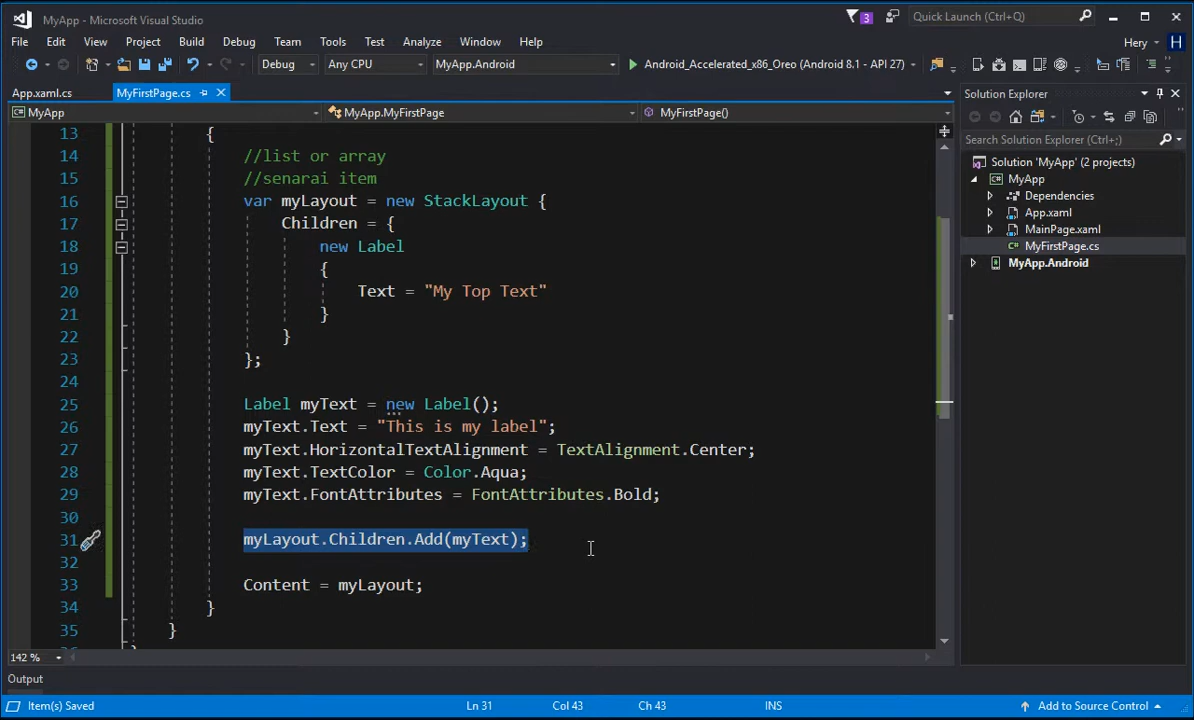 MyApp - Microsoft Visual Studio
3
Quick Launch (Ctrl+Q)
File Edit View Project Build Debug Team Tools Test Analyze Window Help
Hery H
Debug Any CPU MyApp.Android Android_Accelerated_x86_Oreo (Android 8.1 - API 27)
App.xaml.cs MyFirstPage.cs
MyApp MyApp.MyFirstPage MyFirstPage()
13 {
14 //list or array
15 //senarai item
16 var myLayout = new StackLayout {
17 Children = {
18 new Label
19 {
20 Text = "My Top Text"
21 }
22 }
23 };
24
25 Label myText = new Label();
26 myText.Text = "This is my label";
27 myText.HorizontalTextAlignment = TextAlignment.Center;
28 myText.TextColor = Color.Aqua;
29 myText.FontAttributes = FontAttributes.Bold;
30
31 myLayout.Children.Add(myText);
32
33 Content = myLayout;
34 }
35 }
142 %
Output
Item(s) Saved Ln 31 Col 43 Ch 43 INS Add to Source Control
Solution Explorer
Search Solution Explorer (Ctrl+;)
Solution 'MyApp' (2 projects)
C# MyApp
Dependencies
App.xaml
MainPage.xaml
C# MyFirstPage.cs
MyApp.Android